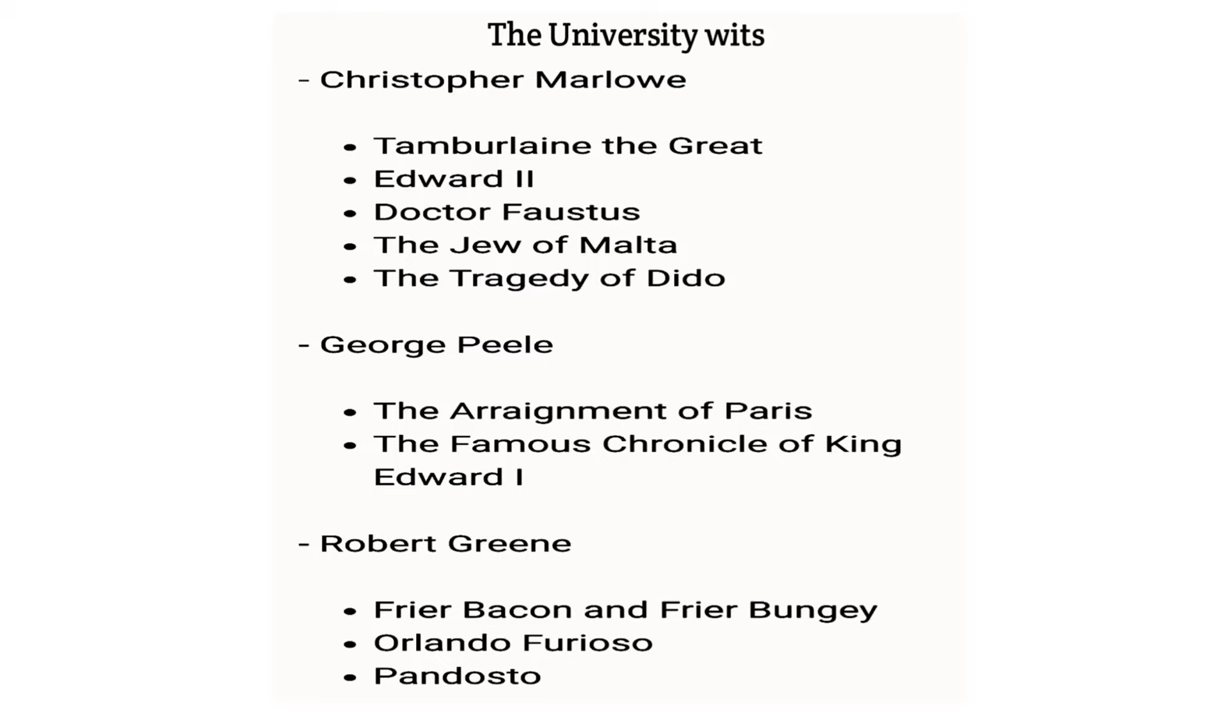 The University wits
- Christopher Marlowe
• Tamburlaine the Great
• Edward II
• Doctor Faustus
• The Jew of Malta
• The Tragedy of Dido
- George Peele
• The Arraignment of Paris
• The Famous Chronicle of King
Edward I
- Robert Greene
• Frier Bacon and Frier Bungey
• Orlando Furioso
• Pandosto